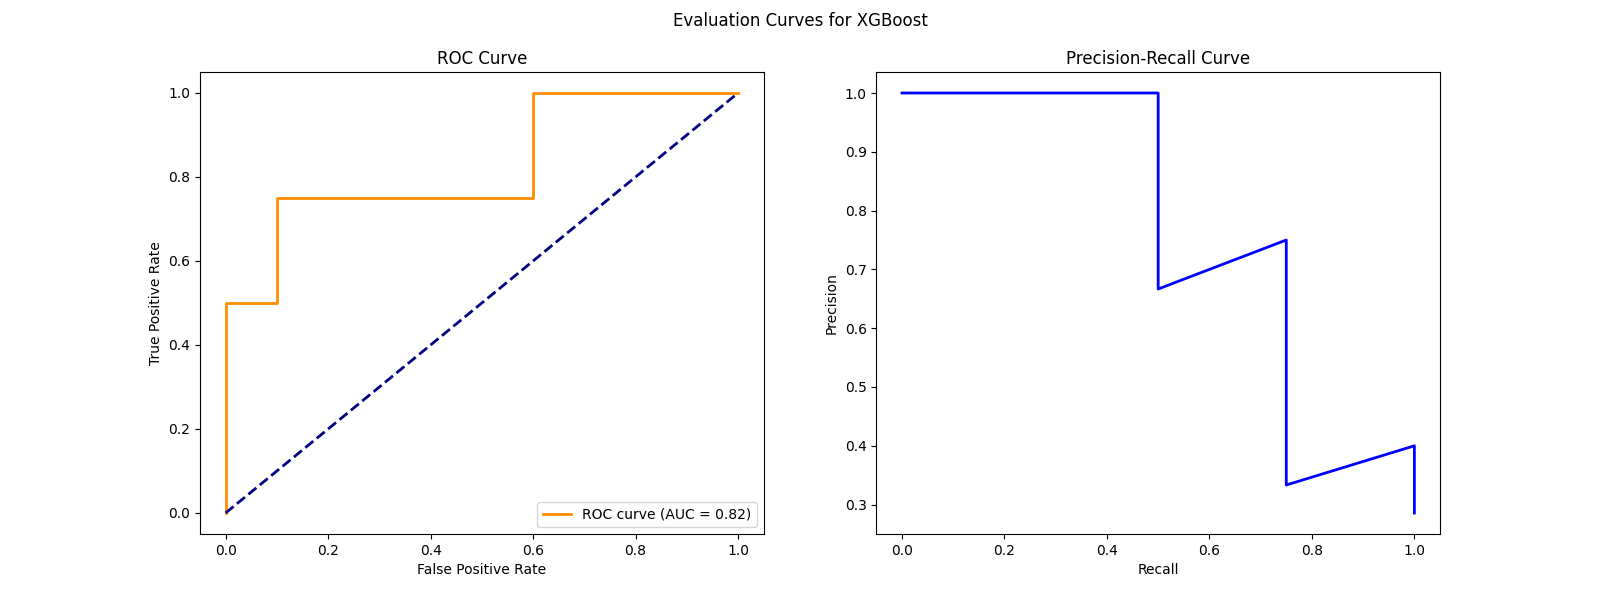 Evaluation Curves for XGBoost
ROC Curve
True Positive Rate
1.0
0.8
0.6
0.4
0.2
0.0
0.0 0.2 0.4 0.6 0.8 1.0
False Positive Rate
ROC curve (AUC = 0.82)
Precision-Recall Curve
Precision
1.0
0.9
0.8
0.7
0.6
0.5
0.4
0.3
0.0 0.2 0.4 0.6 0.8 1.0
Recall